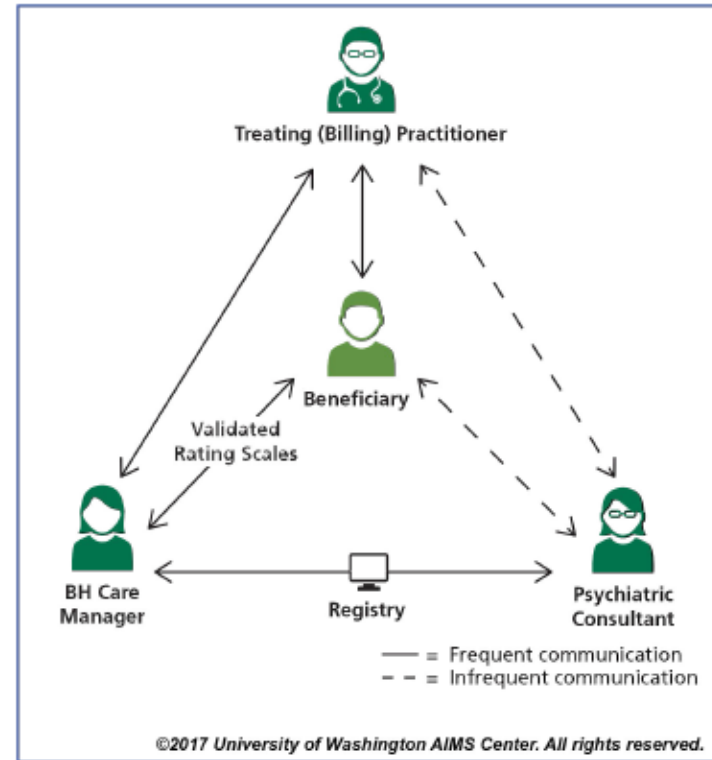 Treating (Billing) Practitioner
Beneficiary
Validated
Rating Scales
BH Care
Manager
Registry
Psychiatric
Consultant
= Frequent communication
= Infrequent communication
©2017 University of Washington AIMS Center. All rights reserved.